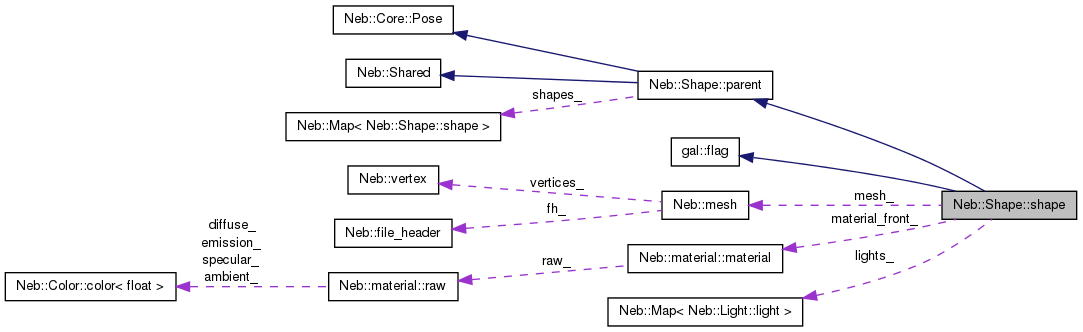 Neb::Core::Pose
Neb::Shared
Neb::Shape::parent
shapes_
Neb::Map< Neb::Shape::shape >
gal::flag
Neb::vertex
vertices_
Neb::mesh
mesh_
Neb::Shape::shape
fh_
material_front_
Neb::file_header
diffuse_
emission_
specular_
ambient_
raw_
Neb::material::material
lights_
Neb::Color::color< float >
Neb::material::raw
Neb::Map< Neb::Light::light >